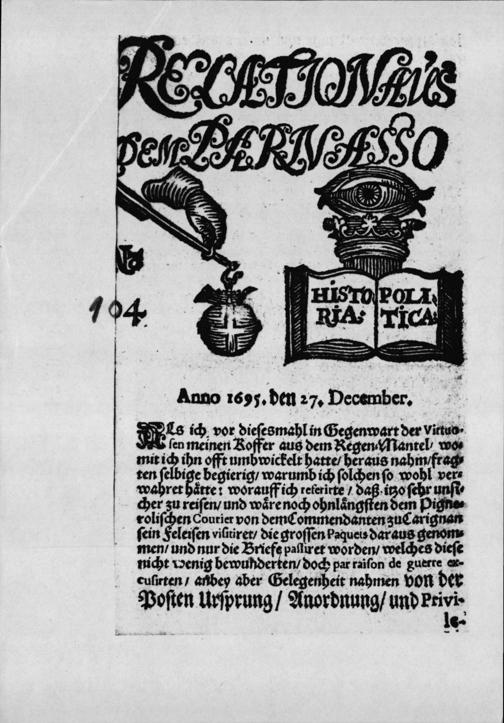 RELATION AUS
DEM PARNASSO
No
104.
HISTO POLI
RIA. TICA.
Anno 1695. den 27. December.
ALs ich vor diesesmahl in Gegenwart der Virtuo-
sen meinen Koffer aus dem Regen-Mantel/ wo-
mit ich ihn offt umbwickelt hatte/ heraus nahm/ frag-
ten selbige begierig/ warumb ich solchen so wohl ver-
wahret hätte: worauff ich referirte/ daß itzo sehr unsi-
cher zu reisen/ und wäre noch ohnlängsten dem Pigne-
rolischen Courier von dem Commendanten zu Carignan
sein Feleisen visitiret/ die grossen Paquets daraus genom-
men/ und nur die Briefe passiret worden/ welches diese
nicht wenig bewunderten/ doch par raison de guerre ex-
cusirten/ anbey aber Gelegenheit nahmen von der
Posten Ursprung/ Anordnung/ und Privi-
le-